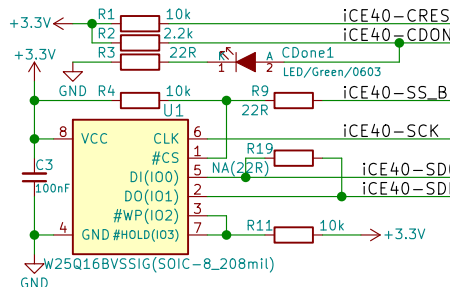 R1 10k iCE40-CRES
+3.3V
R2 2.2k iCE40-CDON
R3 22R CDone1
+3.3V 1 2 A
GND LED/Green/0603
R4 10k R9 iCE40-SS_B
U1 22R
8 VCC CLK 6 iCE40-SCK
#CS 1 R19
C3 DI(IO0) 5 NA(22R) iCE40-SD
100nF DO(IO1) 2 iCE40-SD
#WP(IO2) 3
4 GND #HOLD(IO3) 7 R11 10k +3.3V
W25Q16BVSSIG(SOIC-8_208mil)
GND